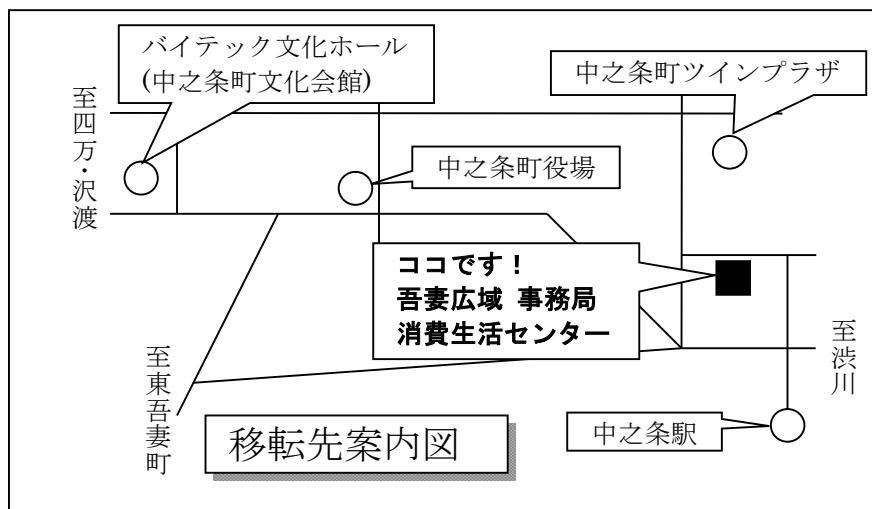 バイテック文化ホール
(中之条町文化会館)
中之条町ツインプラザ
至四万・沢渡
中之条町役場
ココです！
吾妻広域 事務局
消費生活センター
至渋川
至東吾妻町
移転先案内図
中之条駅